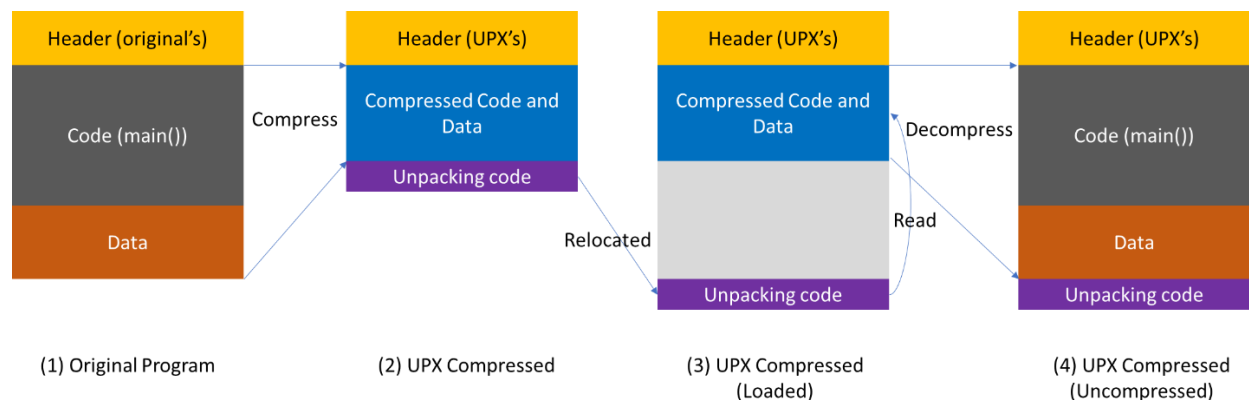 Header (original's)
Code (main())
Data
(1) Original Program
Compress
Header (UPX's)
Compressed Code and
Data
Unpacking code
(2) UPX Compressed
Relocated
Header (UPX's)
Compressed Code and
Data
Unpacking code
(3) UPX Compressed
(Loaded)
Decompress
Read
Header (UPX's)
Code (main())
Data
Unpacking code
(4) UPX Compressed
(Uncompressed)